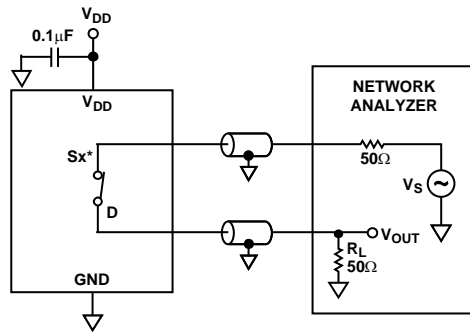 V_DD
0.1µF
V_DD
NETWORK
ANALYZER
Sx*
50Ω
V_S
D
V_OUT
R_L
50Ω
GND